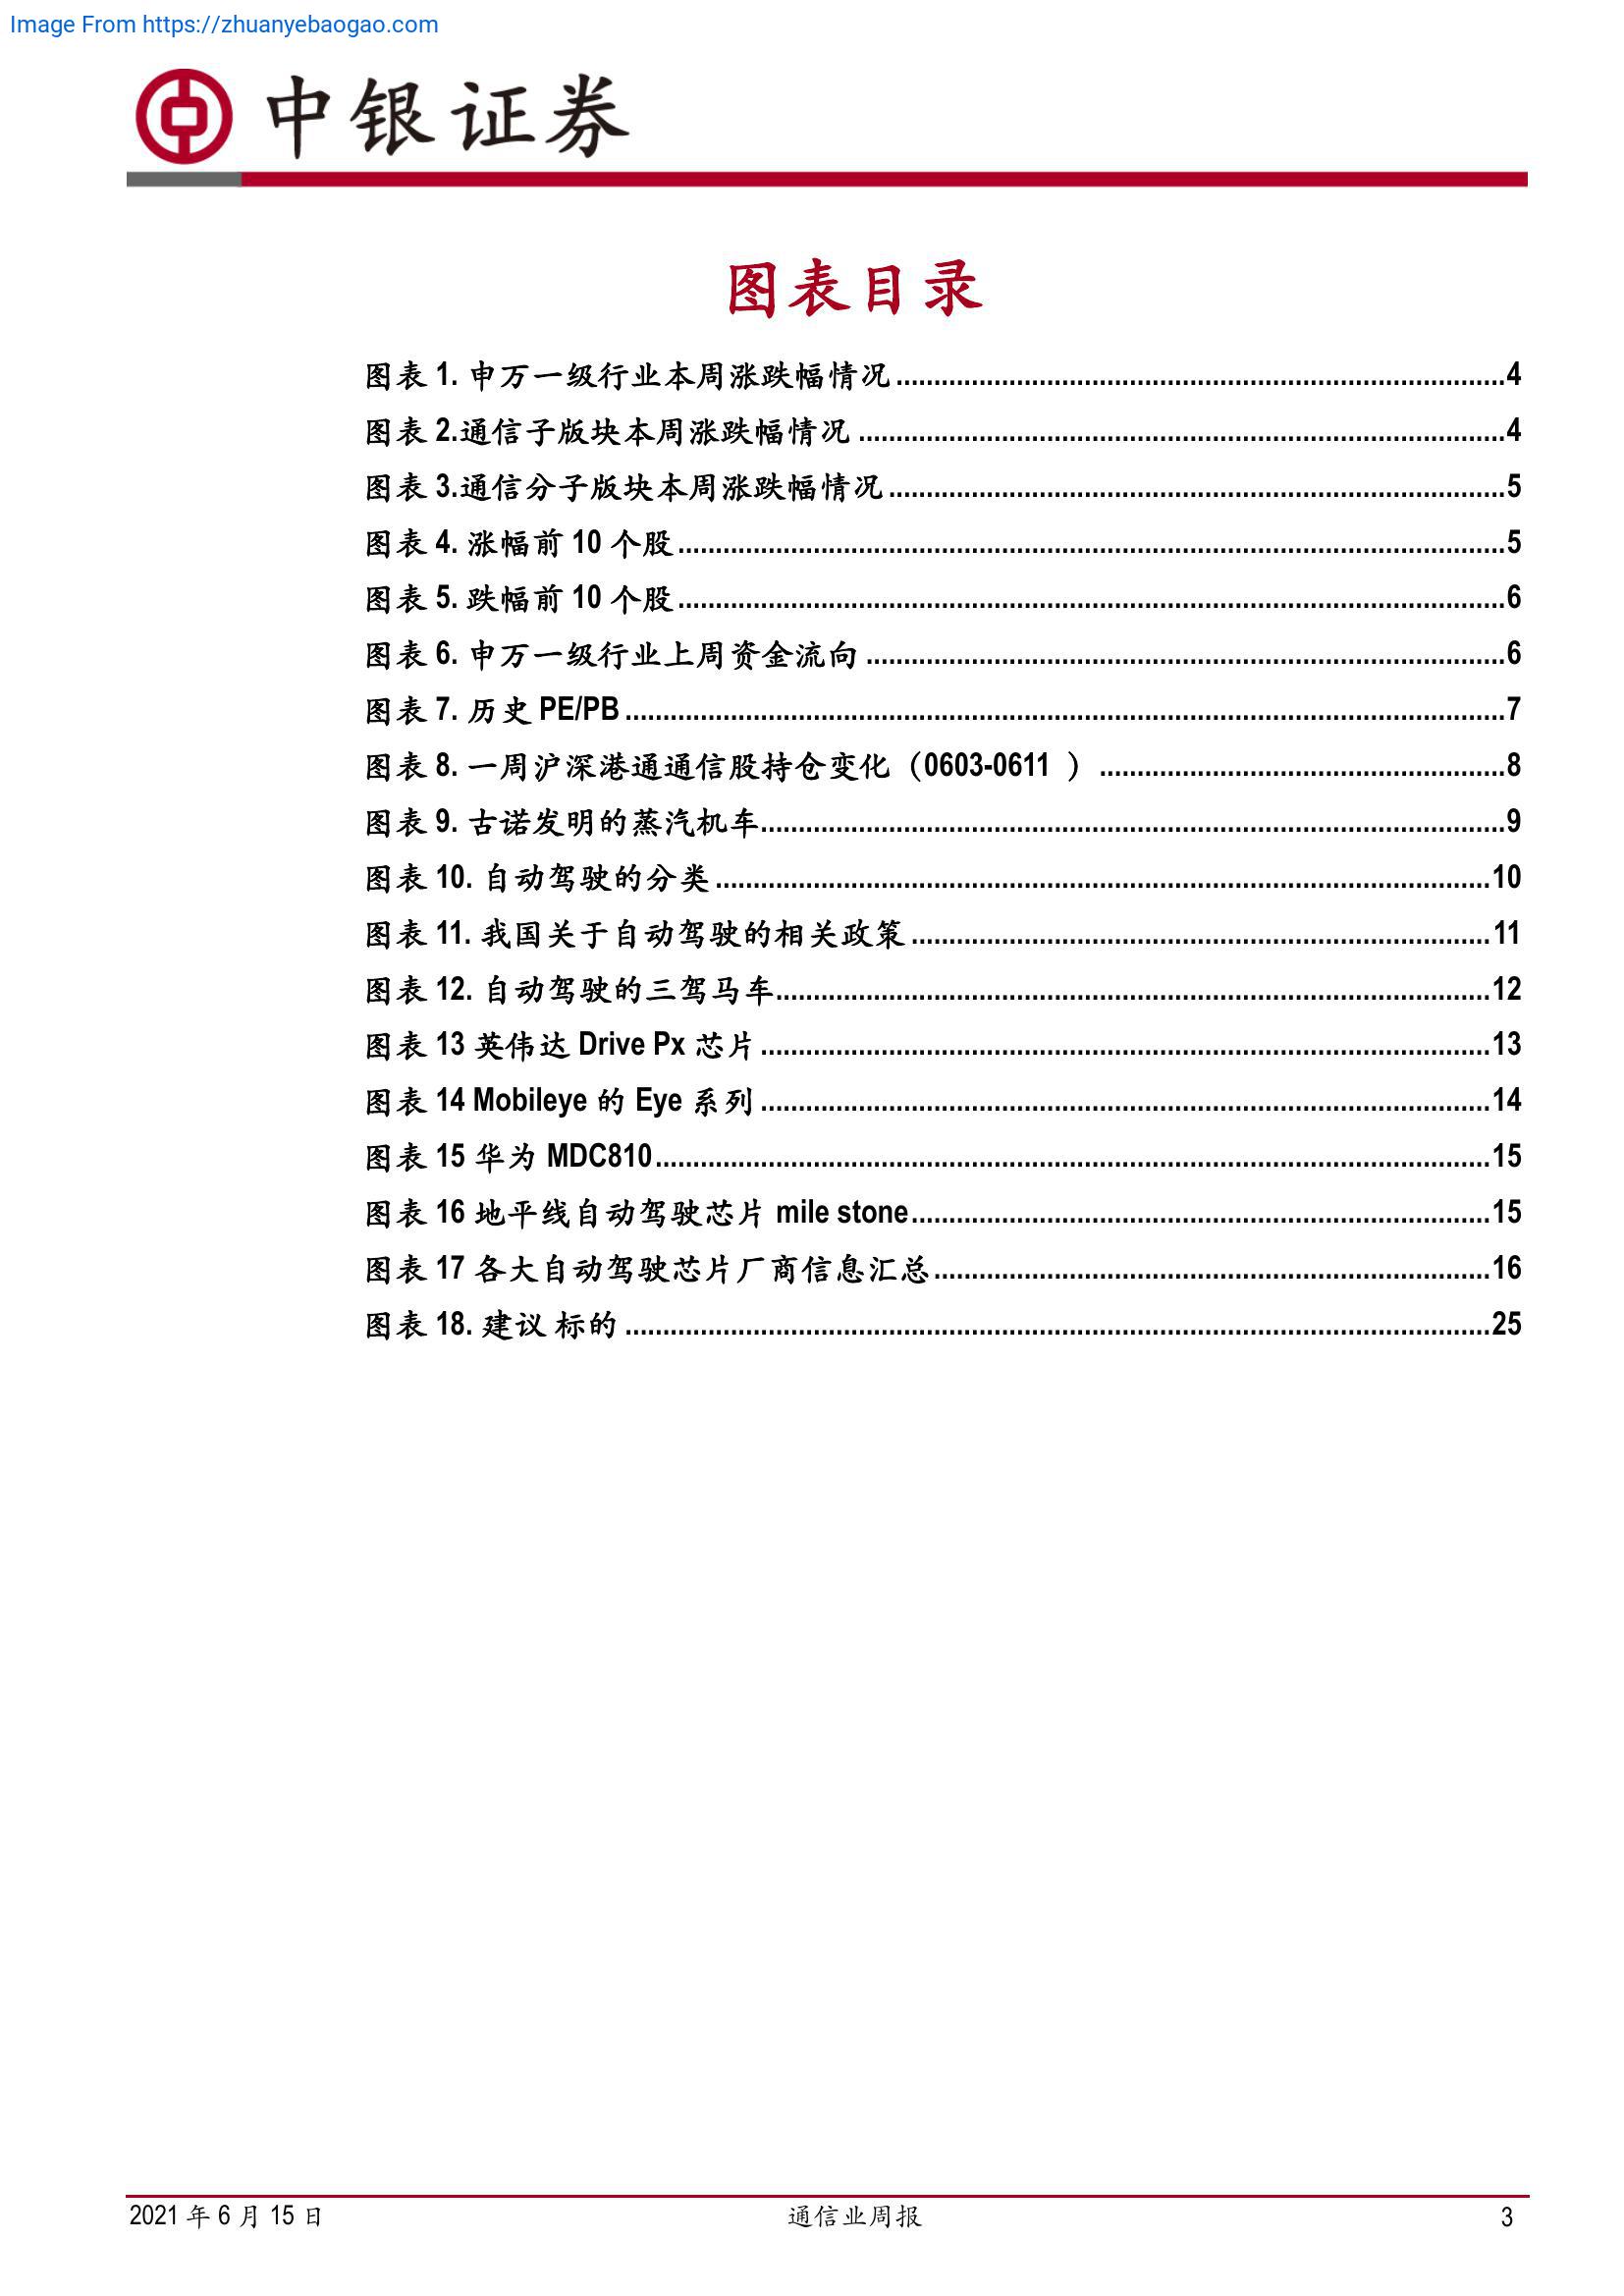 Image From https://zhuanyebaogao.com
中银证券
图表目录
图表 1. 申万一级行业本周涨跌幅情况 ........................................ 4
图表 2.通信子版块本周涨跌幅情况 ........................................ 4
图表 3.通信分子版块本周涨跌幅情况 ........................................ 5
图表 4. 涨幅前 10 个股 ........................................ 5
图表 5. 跌幅前 10 个股 ........................................ 6
图表 6. 申万一级行业上周资金流向 ........................................ 6
图表 7. 历史 PE/PB ........................................ 7
图表 8. 一周沪深港通通信股持仓变化（0603-0611 ） ........................................ 8
图表 9. 古诺发明的蒸汽机车 ........................................ 9
图表 10. 自动驾驶的分类 ........................................ 10
图表 11. 我国关于自动驾驶的相关政策 ........................................ 11
图表 12. 自动驾驶的三驾马车 ........................................ 12
图表 13 英伟达 Drive Px 芯片 ........................................ 13
图表 14 Mobileye 的 Eye 系列 ........................................ 14
图表 15 华为 MDC810 ........................................ 15
图表 16 地平线自动驾驶芯片 mile stone ........................................ 15
图表 17 各大自动驾驶芯片厂商信息汇总 ........................................ 16
图表 18. 建议 标的 ........................................ 25
2021 年 6 月 15 日 通信业周报 3